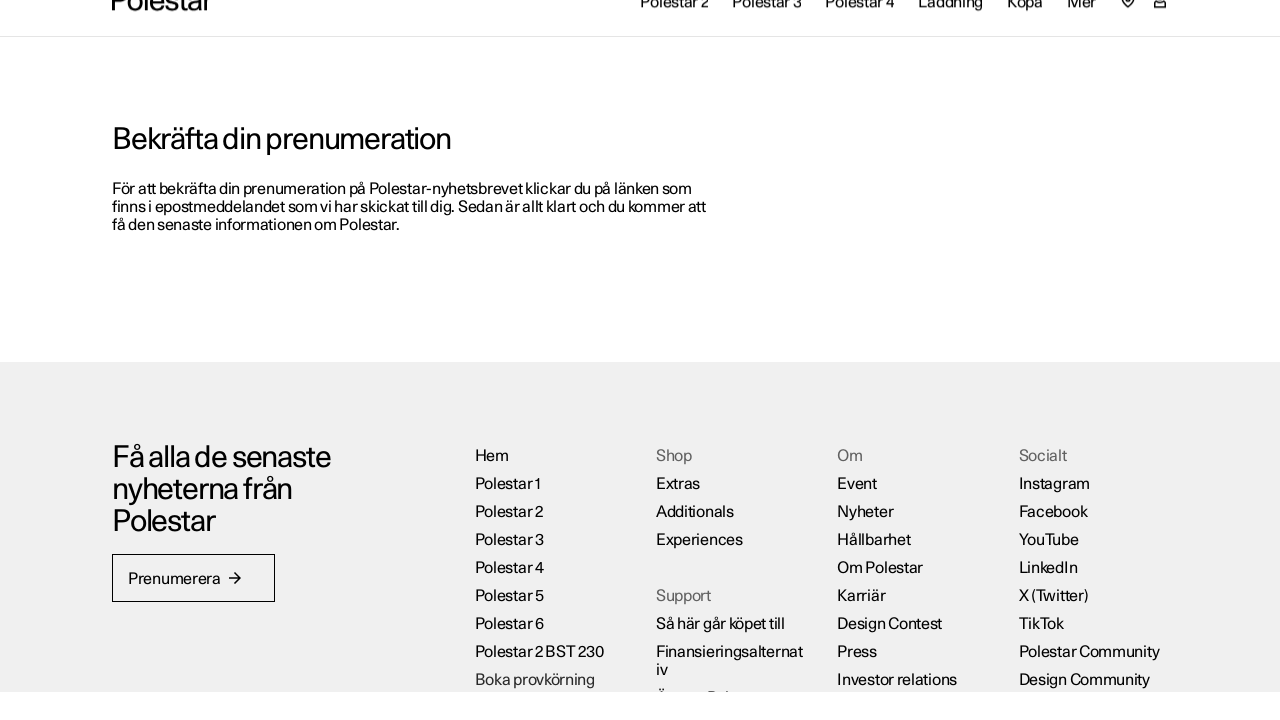 Polestar
Polestar 2 Polestar 3 Polestar 4 Laddning Köpa Mer
Bekräfta din prenumeration
För att bekräfta din prenumeration på Polestar-nyhetsbrevet klickar du på länken som
finns i epostmeddelandet som vi har skickat till dig. Sedan är allt klart och du kommer att
få den senaste informationen om Polestar.
Få alla de senaste
nyheterna från
Polestar
Prenumerera
Hem
Polestar 1
Polestar 2
Polestar 3
Polestar 4
Polestar 5
Polestar 6
Polestar 2 BST 230
Boka provkörning
Shop
Extras
Additionals
Experiences
Support
Så här går köpet till
Finansieringsalternat
iv
Om
Event
Nyheter
Hållbarhet
Om Polestar
Karriär
Design Contest
Press
Investor relations
Socialt
Instagram
Facebook
YouTube
LinkedIn
X (Twitter)
TikTok
Polestar Community
Design Community